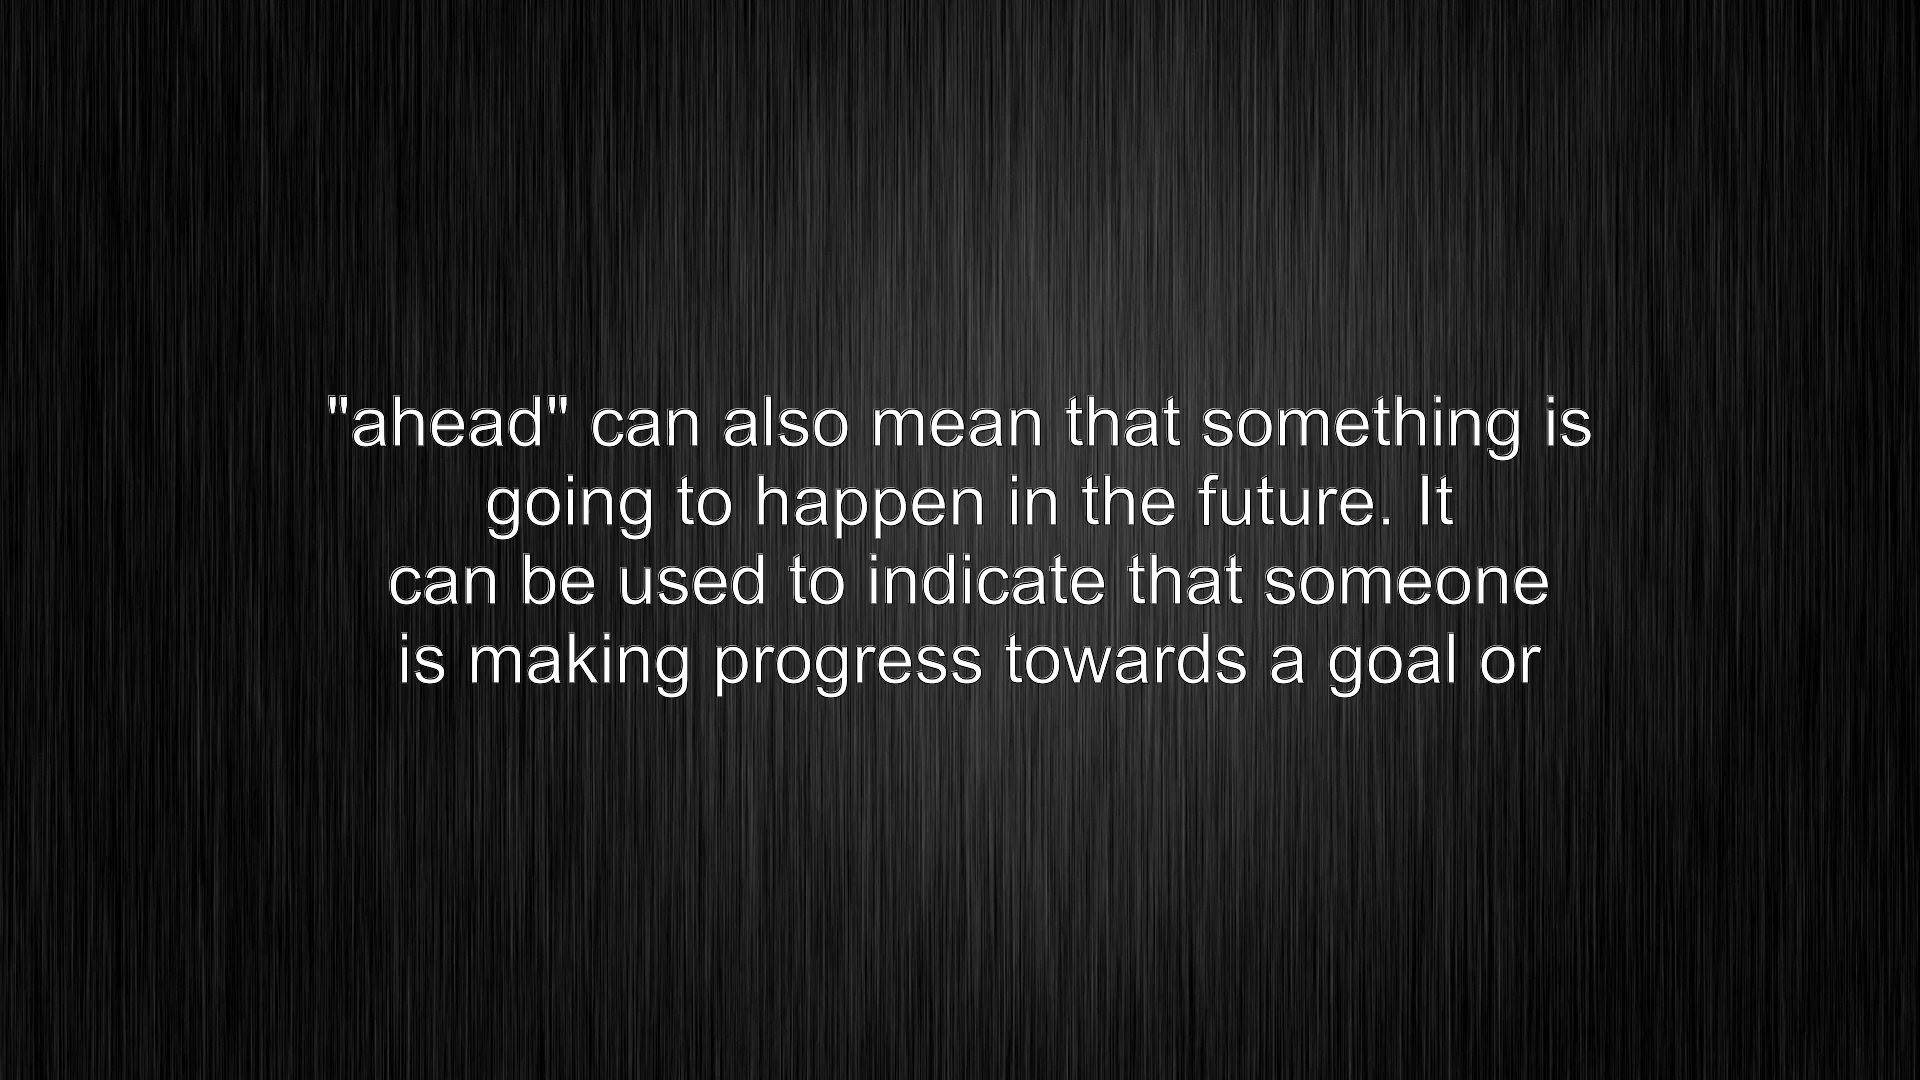 "ahead" can also mean that something is
going to happen in the future. It
can be used to indicate that someone
is making progress towards a goal or